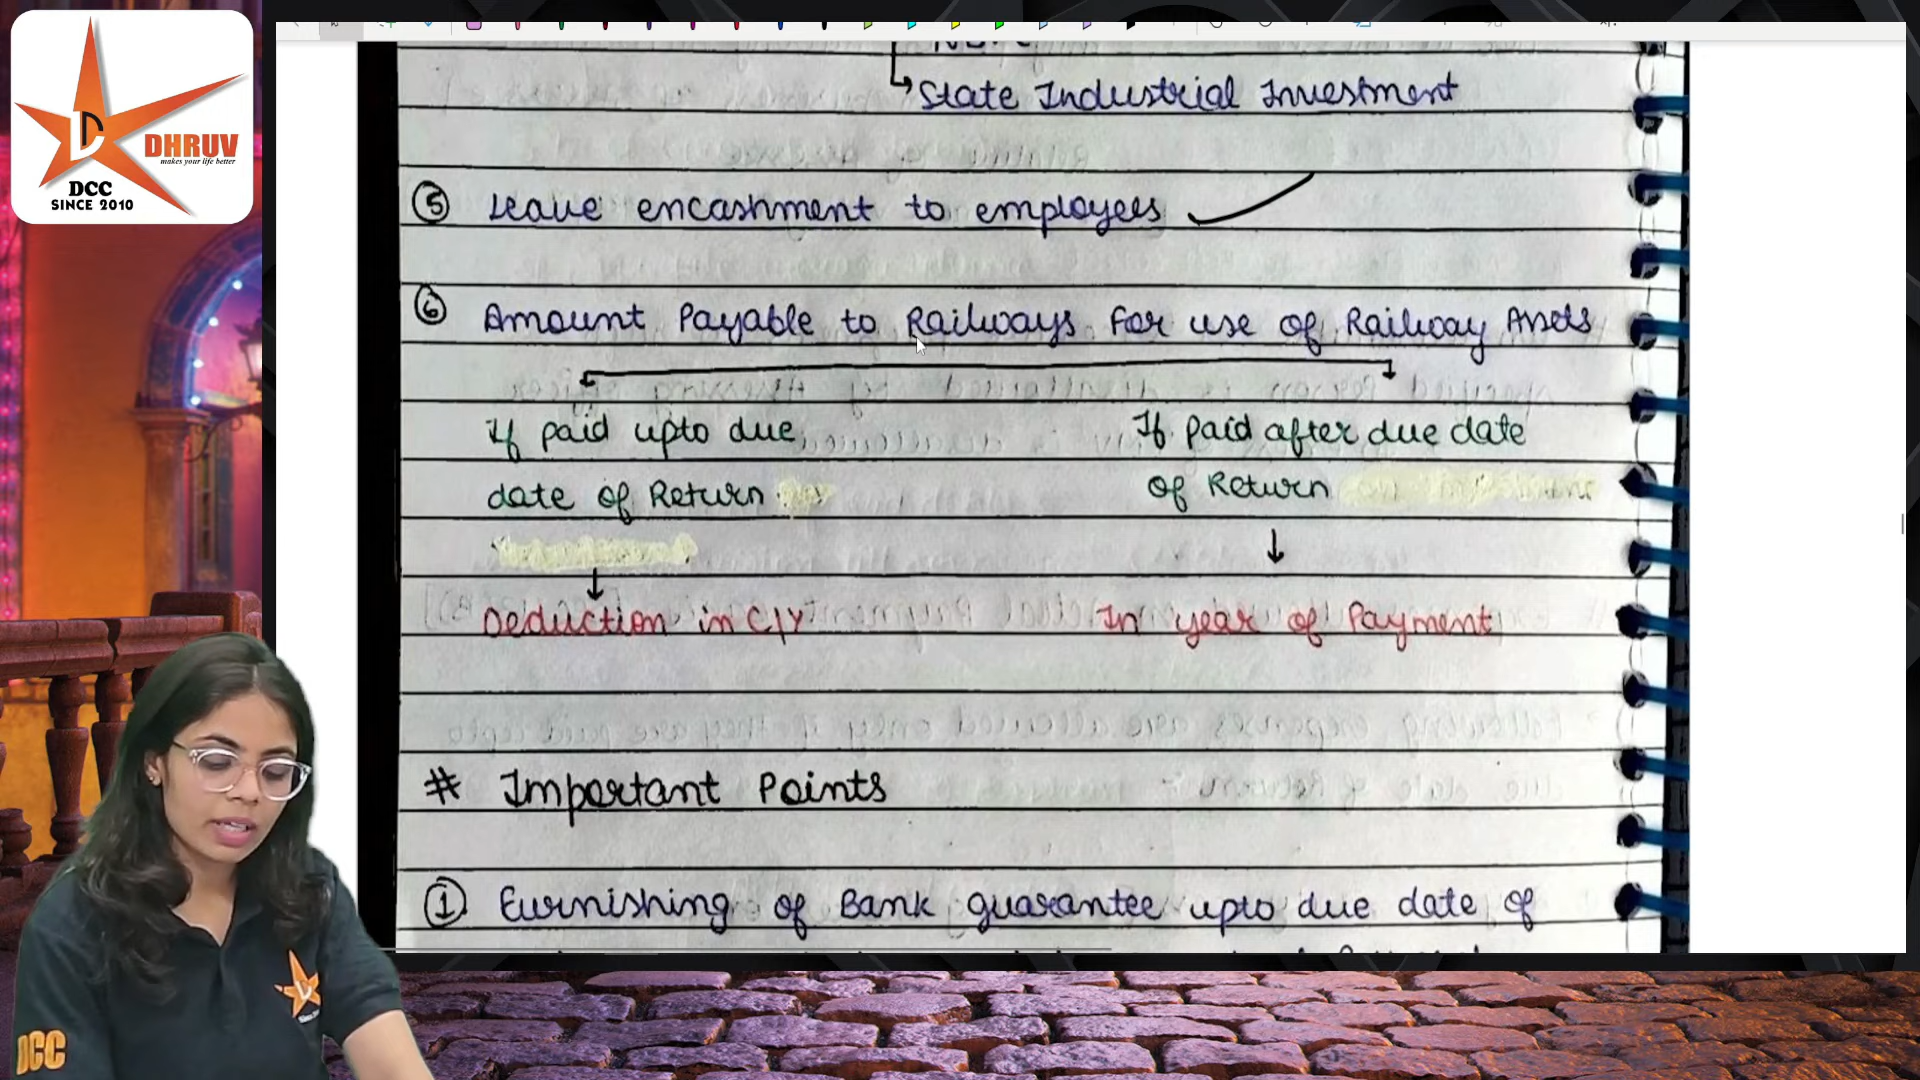 DHRUV
makes your life better
DCC
SINCE 2010
State Industrial Investment
⑤ Leave encashment to employees
⑥ Amount Payable to Railways for use of Railway Assets
If paid upto due
date of Return
If paid after due date
of Return
Deduction in C/Y
In year of Payment
# Important Points
① Furnishing of Bank guarantee upto due date of
DCC